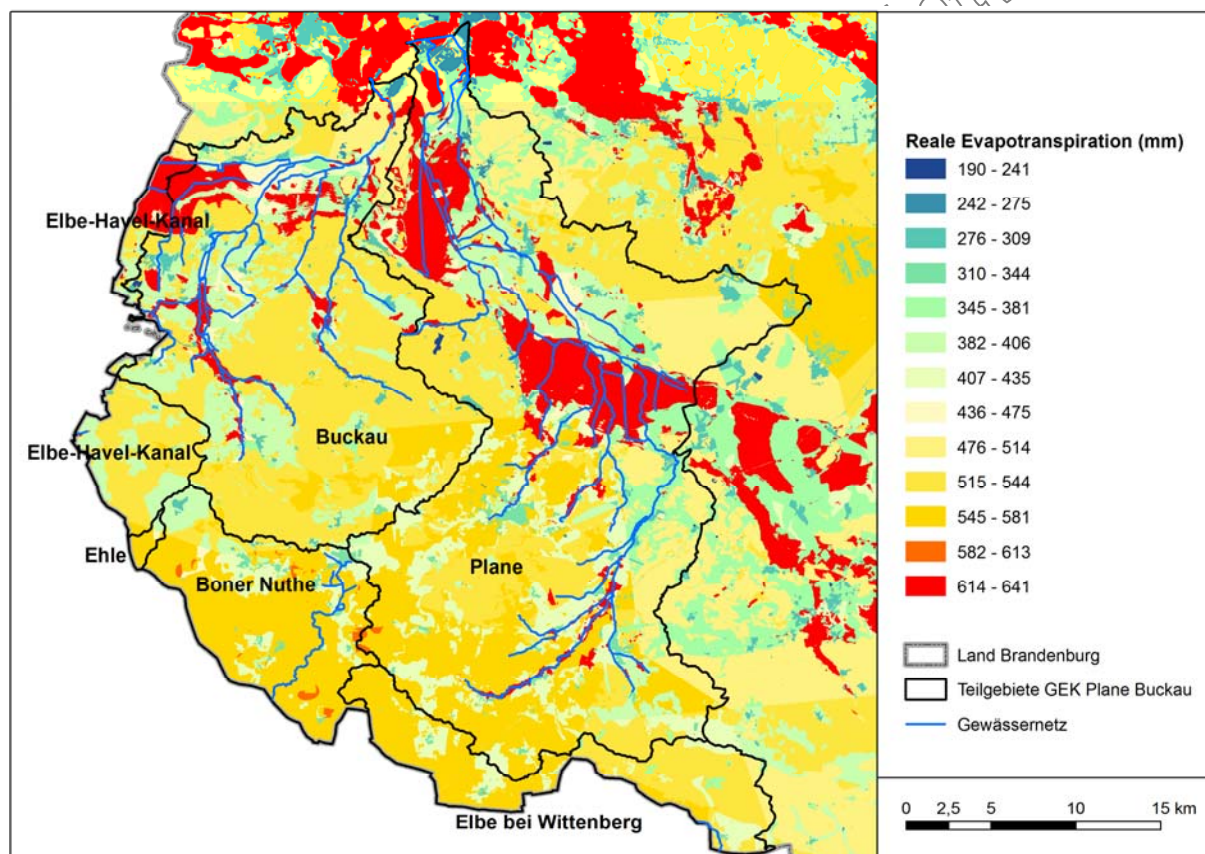 Elbe-Havel-Kanal
Elbe-Havel-Kanal
Buckau
Ehle
Boner Nuthe
Plane
Elbe bei Wittenberg
Reale Evapotranspiration (mm)
190 - 241
242 - 275
276 - 309
310 - 344
345 - 381
382 - 406
407 - 435
436 - 475
476 - 514
515 - 544
545 - 581
582 - 613
614 - 641
Land Brandenburg
Teilgebiete GEK Plane Buckau
Gewässernetz
0 2,5 5 10 15 km